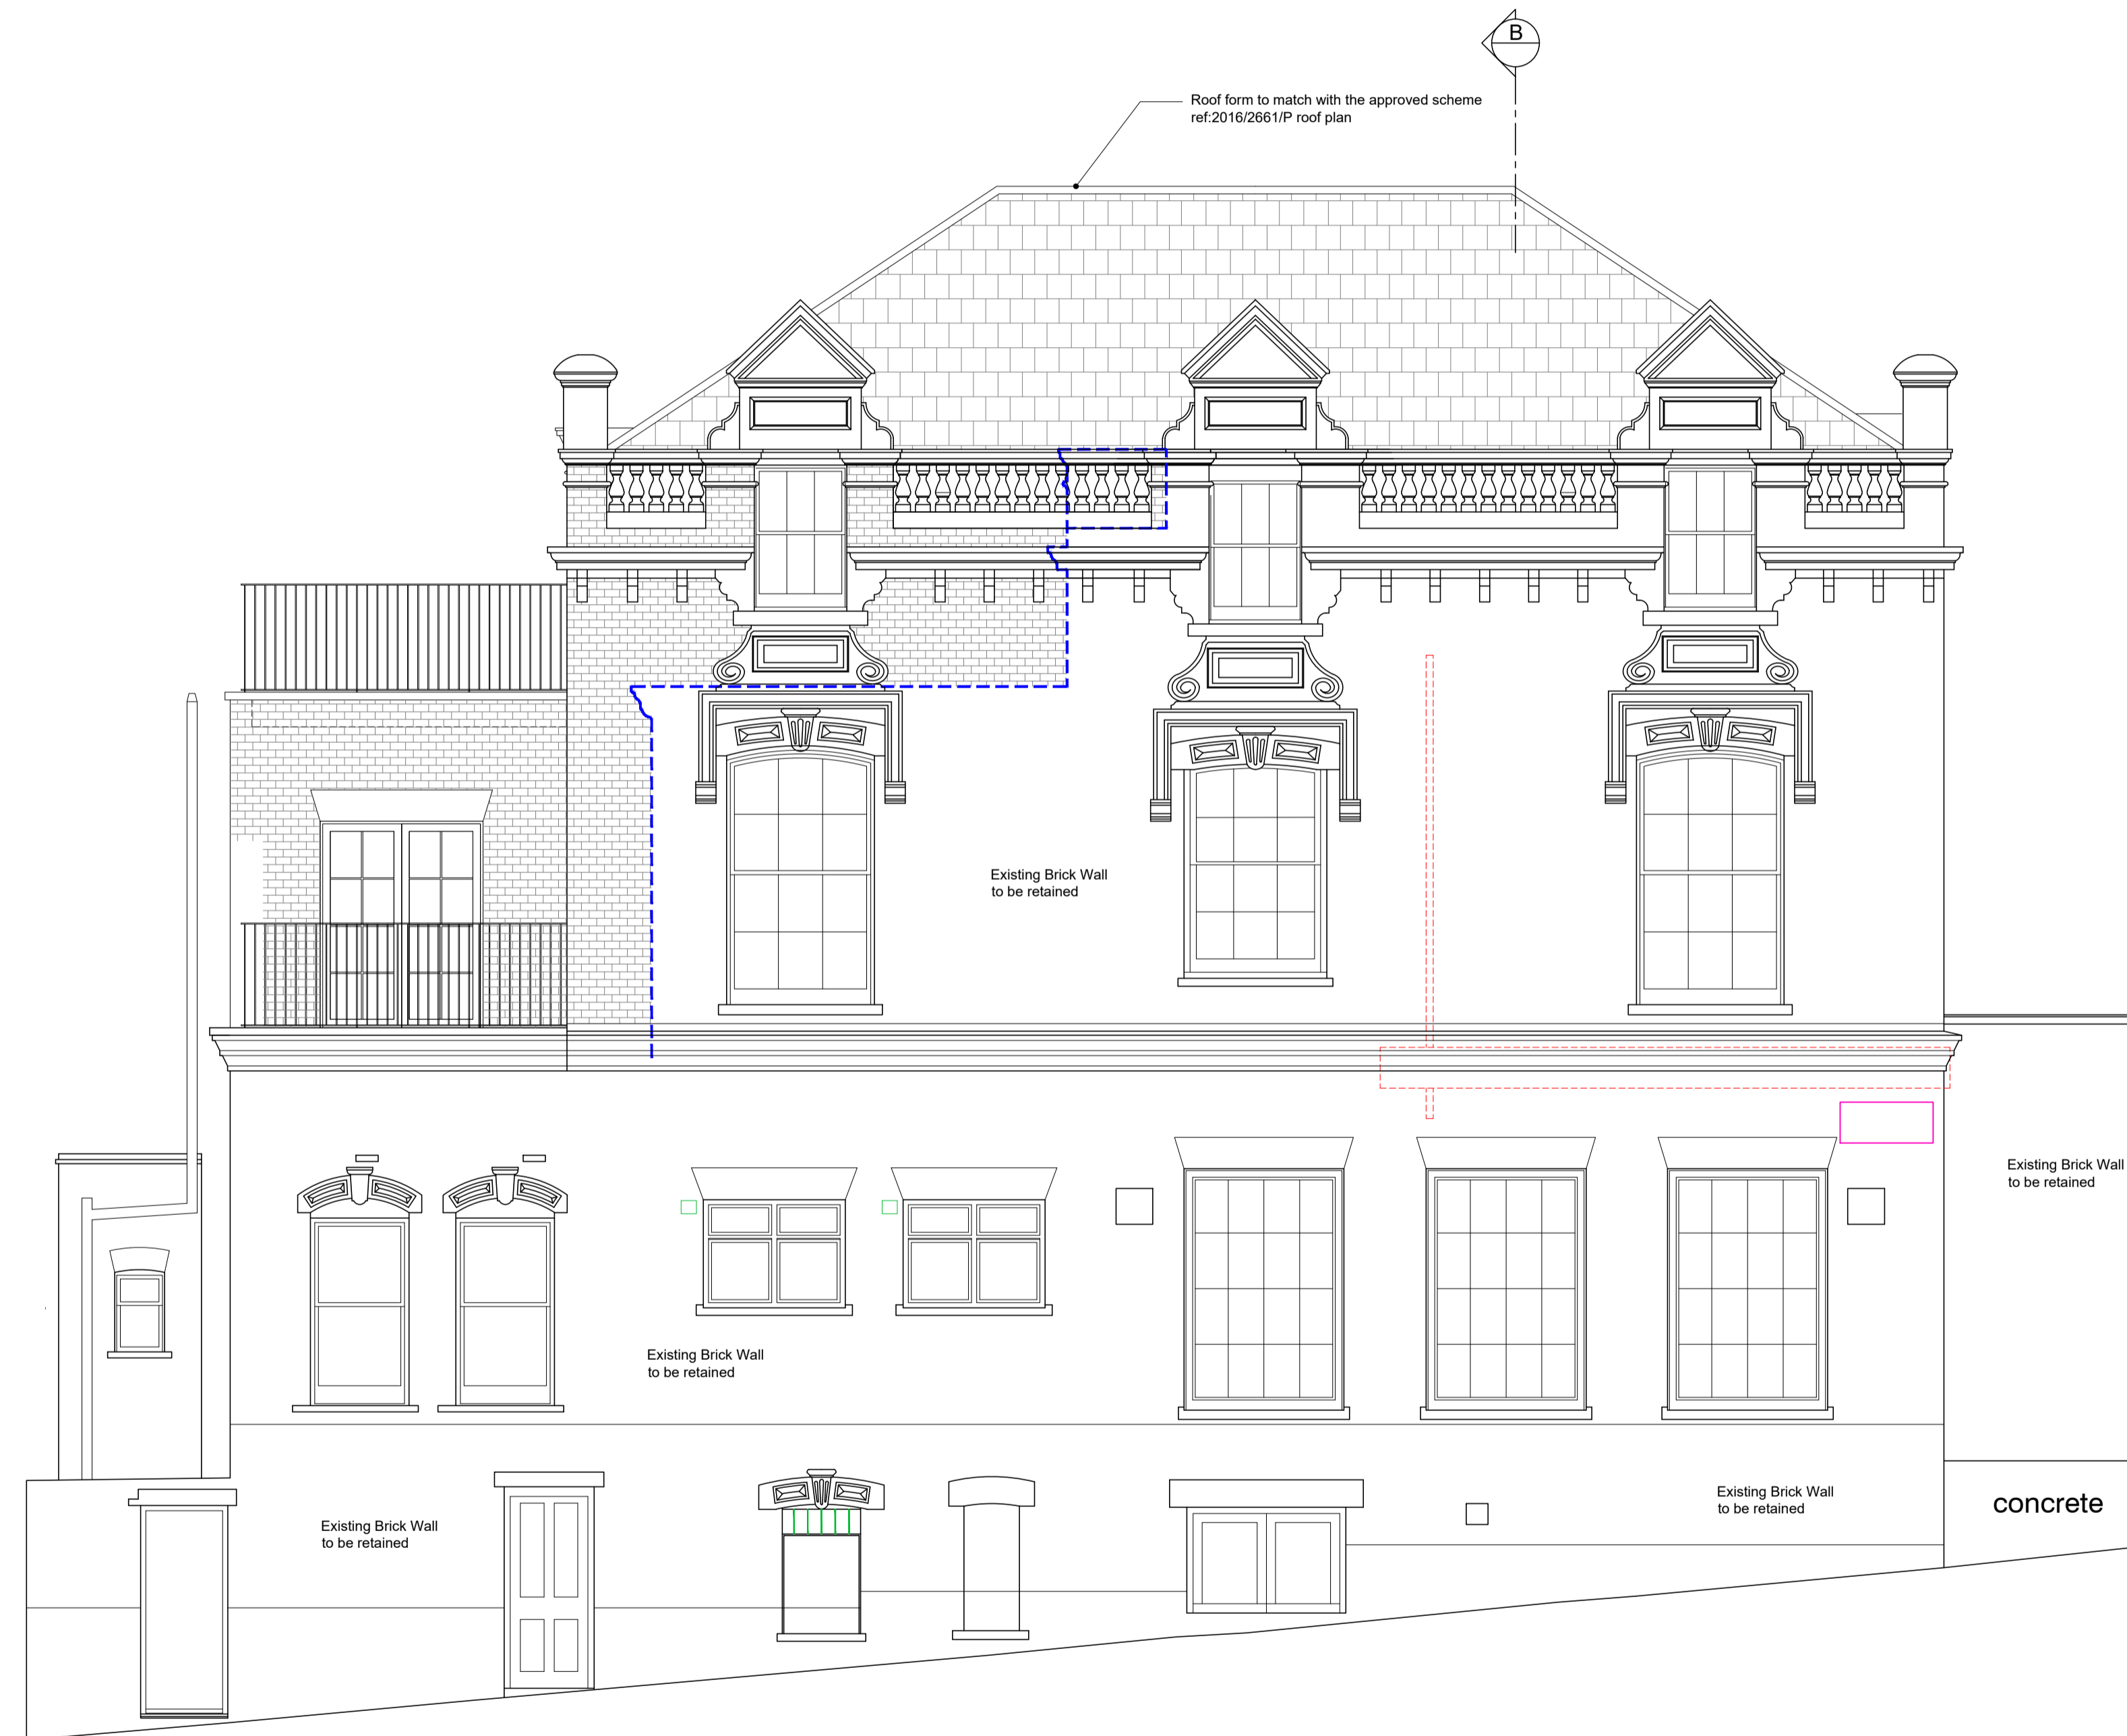 B
Roof form to match with the approved scheme
ref:2016/2661/P roof plan
Existing Brick Wall
to be retained
Existing Brick Wall
to be retained
Existing Brick Wall
to be retained
Existing Brick Wall
to be retained
concrete
Existing Brick Wall
to be retained